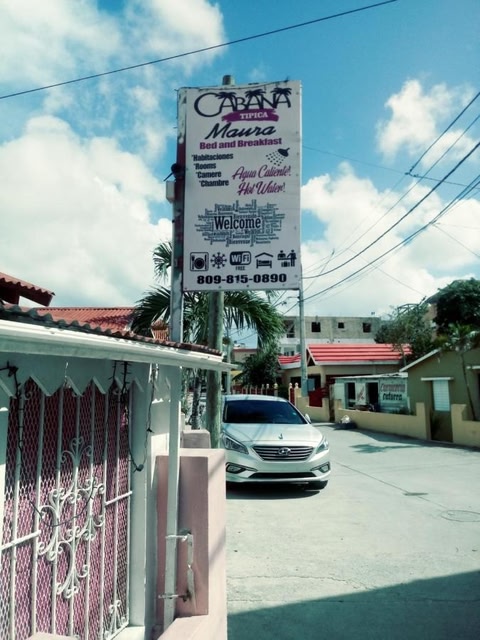 CABANA
TIPICA
Maura
Bed and Breakfast
*Habitaciones
*Rooms
*Camere
*Chambre
Agua Caliente!
Hot Water!
Welcome
WiFi
FREE
809-815-0890